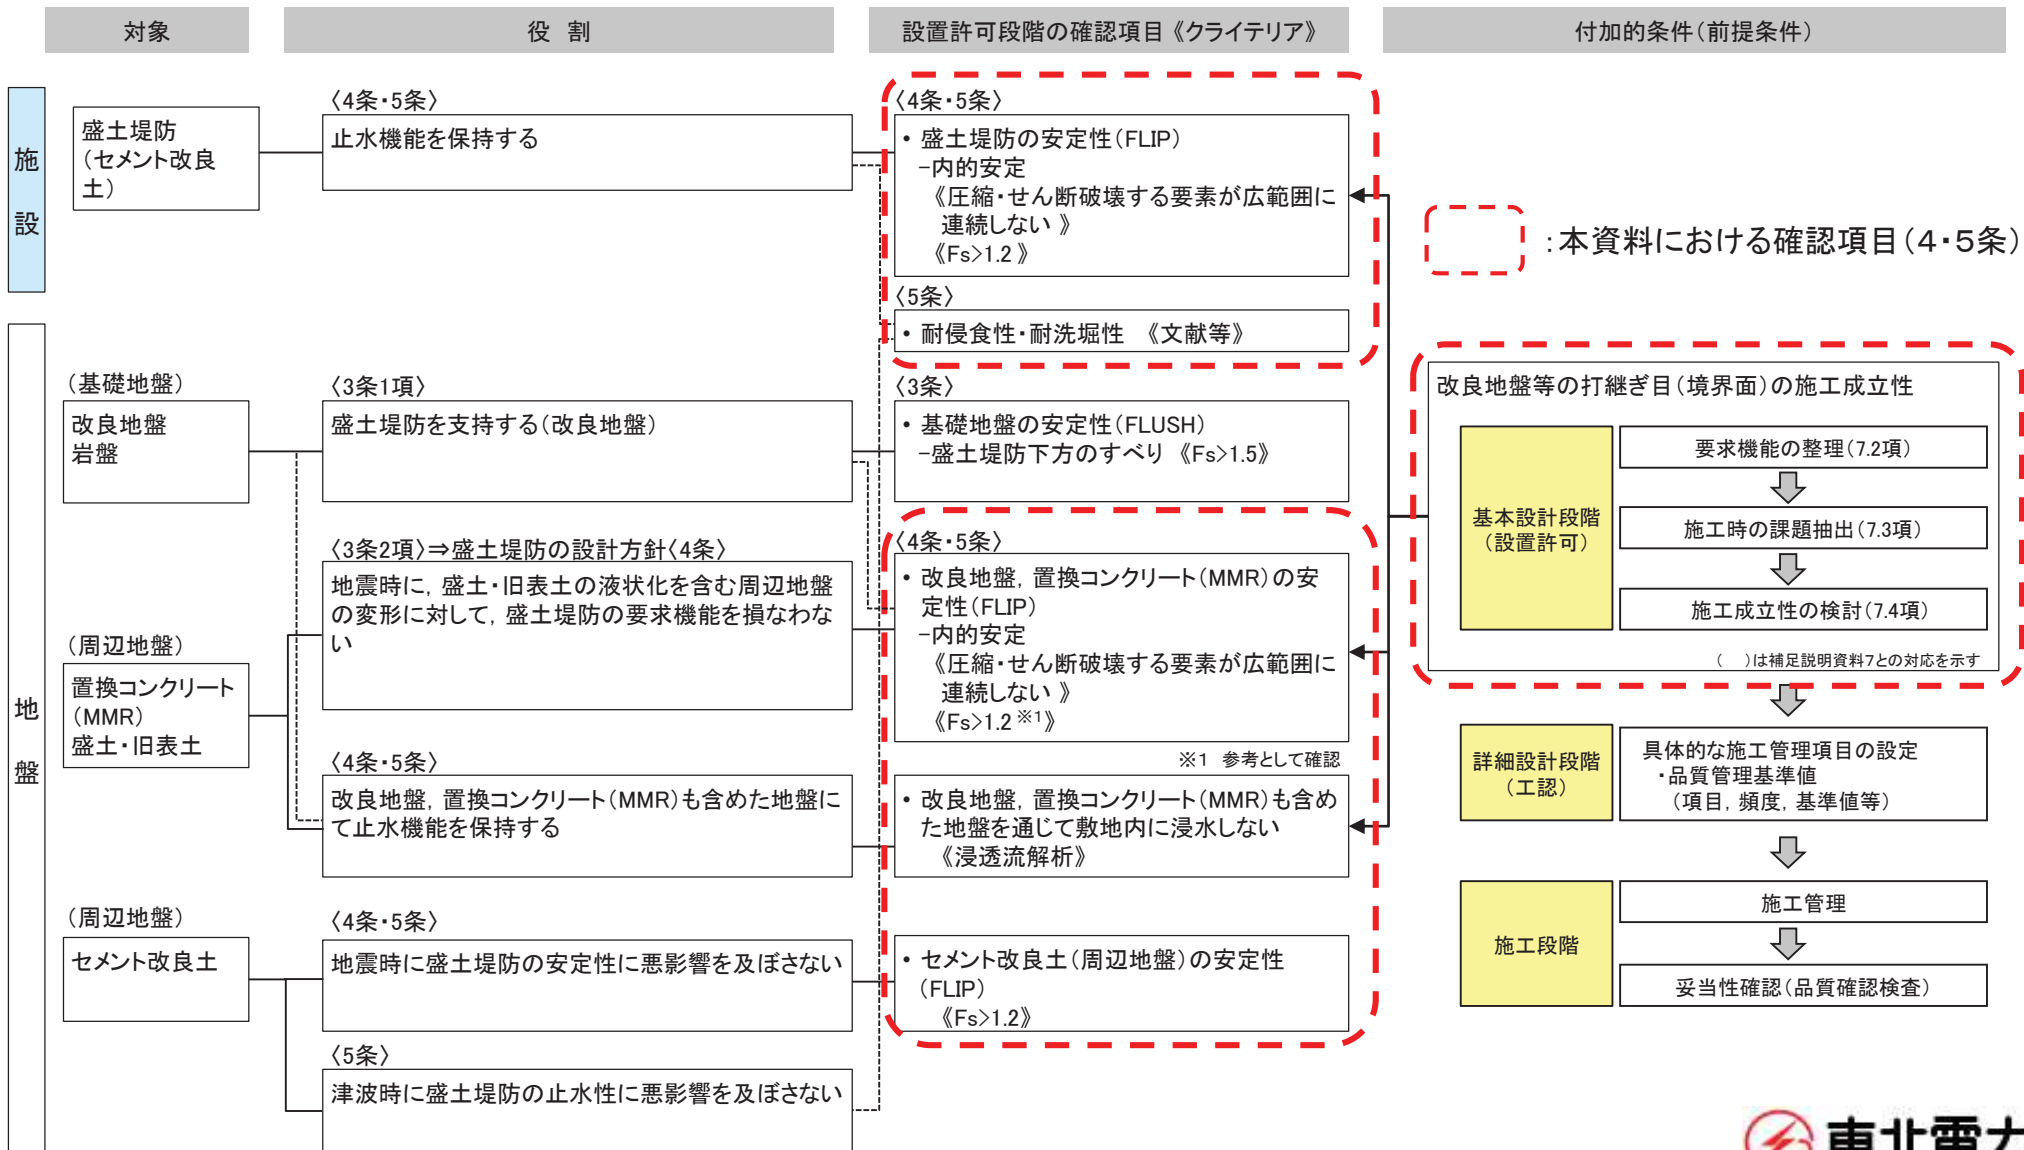 対象
役 割
設置許可段階の確認項目《クライテリア》
付加的条件(前提条件)
施設
盛土堤防
(セメント改良
土)
〈4条・5条〉
止水機能を保持する
〈4条・5条〉
・ 盛土堤防の安定性(FLIP)
-内的安定
《圧縮・せん断破壊する要素が広範囲に
連続しない 》
《Fs>1.2 》
〈5条〉
・ 耐侵食性・耐洗堀性 《文献等》
:本資料における確認項目(4・5条)
地盤
(基礎地盤)
改良地盤
岩盤
〈3条1項〉
盛土堤防を支持する(改良地盤)
〈3条〉
・ 基礎地盤の安定性(FLUSH)
-盛土堤防下方のすべり 《Fs>1.5》
(周辺地盤)
置換コンクリート
(MMR)
盛土・旧表土
〈3条2項〉⇒盛土堤防の設計方針〈4条〉
地震時に,盛土・旧表土の液状化を含む周辺地盤
の変形に対して,盛土堤防の要求機能を損なわな
い
〈4条・5条〉
・ 改良地盤,置換コンクリート(MMR)の安
定性(FLIP)
-内的安定
《圧縮・せん断破壊する要素が広範囲に
連続しない 》
《Fs>1.2※1》
※1 参考として確認
〈4条・5条〉
改良地盤,置換コンクリート(MMR)も含めた地盤に
て止水機能を保持する
・ 改良地盤,置換コンクリート(MMR)も含め
た地盤を通じて敷地内に浸水しない
《浸透流解析》
(周辺地盤)
セメント改良土
〈4条・5条〉
地震時に盛土堤防の安定性に悪影響を及ぼさない
・ セメント改良土(周辺地盤)の安定性
(FLIP)
《Fs>1.2》
〈5条〉
津波時に盛土堤防の止水性に悪影響を及ぼさない
改良地盤等の打継ぎ目(境界面)の施工成立性
基本設計段階
(設置許可)
要求機能の整理(7.2項)
施工時の課題抽出(7.3項)
施工成立性の検討(7.4項)
( )は補足説明資料7との対応を示す
詳細設計段階
(工認)
具体的な施工管理項目の設定
・品質管理基準値
(項目,頻度,基準値等)
施工段階
施工管理
妥当性確認(品質確認検査)
東北電力